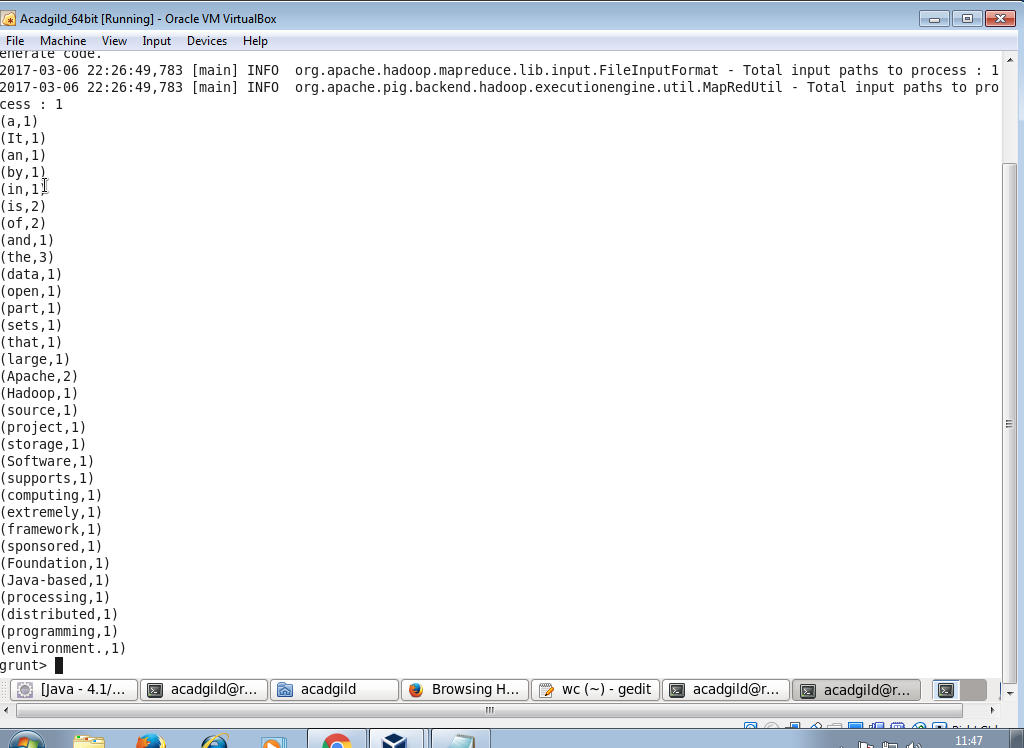 Acadgild_64bit [Running] - Oracle VM VirtualBox
File Machine View Input Devices Help
enerate code.
2017-03-06 22:26:49,783 [main] INFO  org.apache.hadoop.mapreduce.lib.input.FileInputFormat - Total input paths to process : 1
2017-03-06 22:26:49,783 [main] INFO  org.apache.pig.backend.hadoop.executionengine.util.MapRedUtil - Total input paths to pro
cess : 1
(a,1)
(It,1)
(an,1)
(by,1)
(in,1)
(is,2)
(of,2)
(and,1)
(the,3)
(data,1)
(open,1)
(part,1)
(sets,1)
(that,1)
(large,1)
(Apache,2)
(Hadoop,1)
(source,1)
(project,1)
(storage,1)
(Software,1)
(supports,1)
(computing,1)
(extremely,1)
(framework,1)
(sponsored,1)
(Foundation,1)
(Java-based,1)
(processing,1)
(distributed,1)
(programming,1)
(environment.,1)
grunt>
[Java - 4.1/... acadgild@r... acadgild Browsing H... wc (~) - gedit acadgild@r... acadgild@r...
11:47